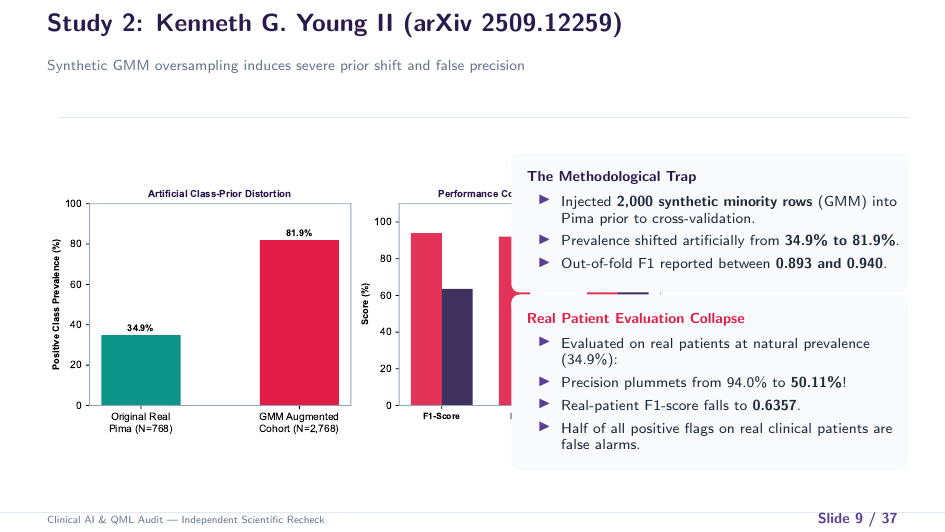 Study 2: Kenneth G. Young II (arXiv 2509.12259)
Synthetic GMM oversampling induces severe prior shift and false precision
Artificial Class-Prior Distortion
Positive Class Prevalence (%)
100
80
60
40
20
0
34.9%
81.9%
Original Real
Pima (N=768)
GMM Augmented
Cohort (N=2,768)
Performance Co
Score (%)
100
80
60
40
20
0
F1-Score
The Methodological Trap
▶ Injected 2,000 synthetic minority rows (GMM) into
Pima prior to cross-validation.
▶ Prevalence shifted artificially from 34.9% to 81.9%.
▶ Out-of-fold F1 reported between 0.893 and 0.940.
Real Patient Evaluation Collapse
▶ Evaluated on real patients at natural prevalence
(34.9%):
▶ Precision plummets from 94.0% to 50.11%!
▶ Real-patient F1-score falls to 0.6357.
▶ Half of all positive flags on real clinical patients are
false alarms.
Clinical AI & QML Audit — Independent Scientific Recheck
Slide 9 / 37